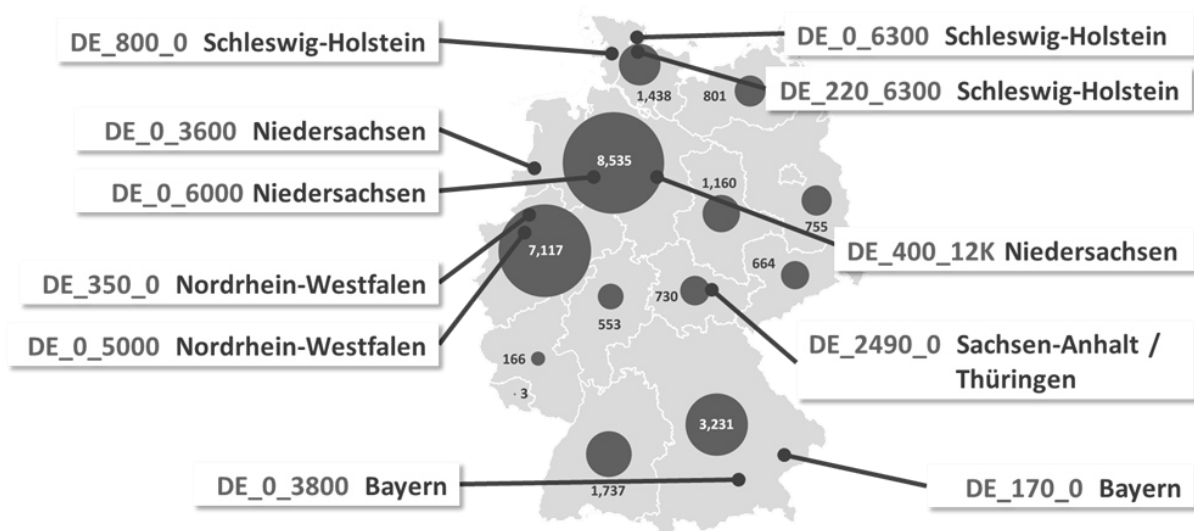 DE_800_0 Schleswig-Holstein
DE_0_6300 Schleswig-Holstein
DE_220_6300 Schleswig-Holstein
1,438
801
DE_0_3600 Niedersachsen
8,535
DE_0_6000 Niedersachsen
1,160
755
7,117
DE_400_12K Niedersachsen
664
DE_350_0 Nordrhein-Westfalen
730
553
DE_0_5000 Nordrhein-Westfalen
DE_2490_0 Sachsen-Anhalt /
Thüringen
166
3
3,231
DE_0_3800 Bayern
1,737
DE_170_0 Bayern